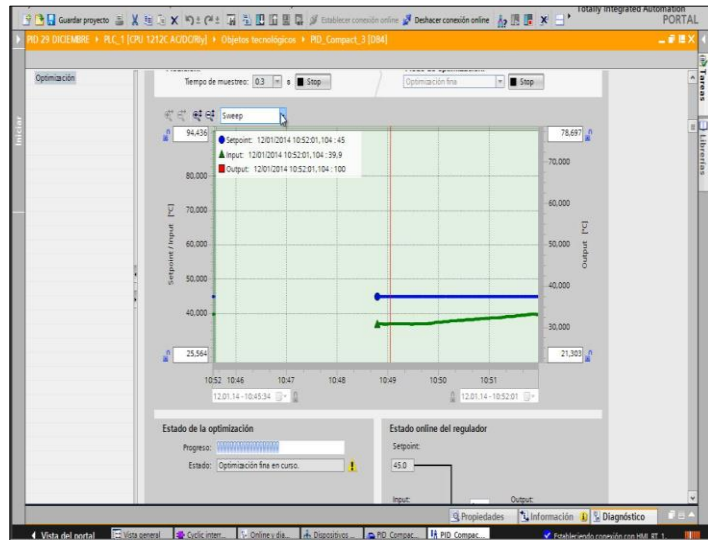 Totally Integrated Automation
PORTAL
Guardar proyecto
Establecer conexión online
Deshacer conexión online
PID 29 DICIEMBRE
PLC_1 [CPU 1212C AC/DC/Rly]
Objetos tecnológicos
PID_Compact_3 [DB4]
Optimización
Tiempo de muestreo: 0.3 s Stop
Optimización fina Stop
Sweep
94,436
80,000
70,000
60,000
50,000
40,000
25,564
Setpoint / Input [°C]
Setpoint: 12/01/2014 10:52:01,104 : 45
Input: 12/01/2014 10:52:01,104 : 39,9
Output: 12/01/2014 10:52:01,104 : 100
78,697
70,000
60,000
50,000
40,000
30,000
21,303
Output [°C]
10:52 10:46 10:47 10:48 10:49 10:50 10:51
12.01.14 - 10:45:34
12.01.14 - 10:52:01
Estado de la optimización
Progreso:
Estado: Optimización fina en curso.
Estado online del regulador
Setpoint:
45.0
Input:
Output:
Iniciar
Tareas
Librerías
Propiedades
Información
Diagnóstico
Vista del portal
Vista general
Cyclic interr...
Online y dia...
Dispositivos ...
PID Compac...
PID Compac...
Estableciendo conexión con HMI_RT_1.